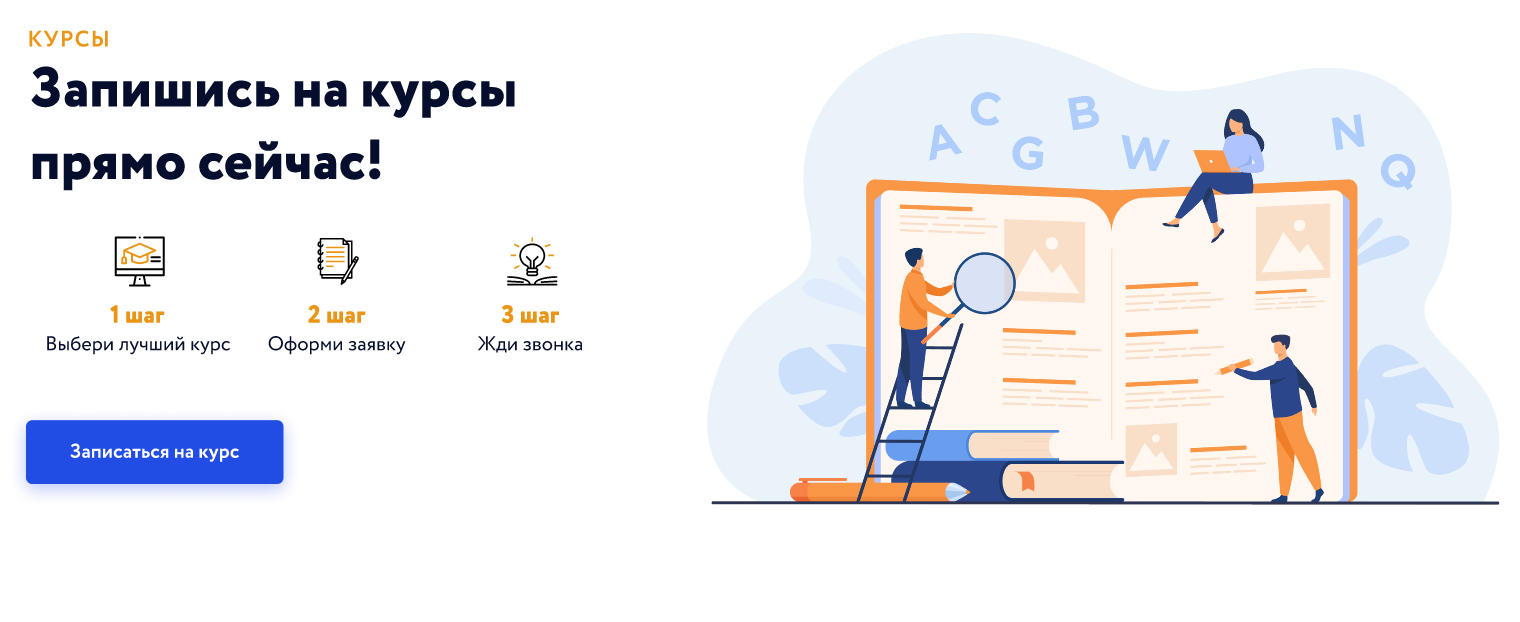 КУРСЫ
Запишись на курсы
прямо сейчас!
1 шаг
Выбери лучший курс
2 шаг
Оформи заявку
3 шаг
Жди звонка
Записаться на курс
A C G B W N Q